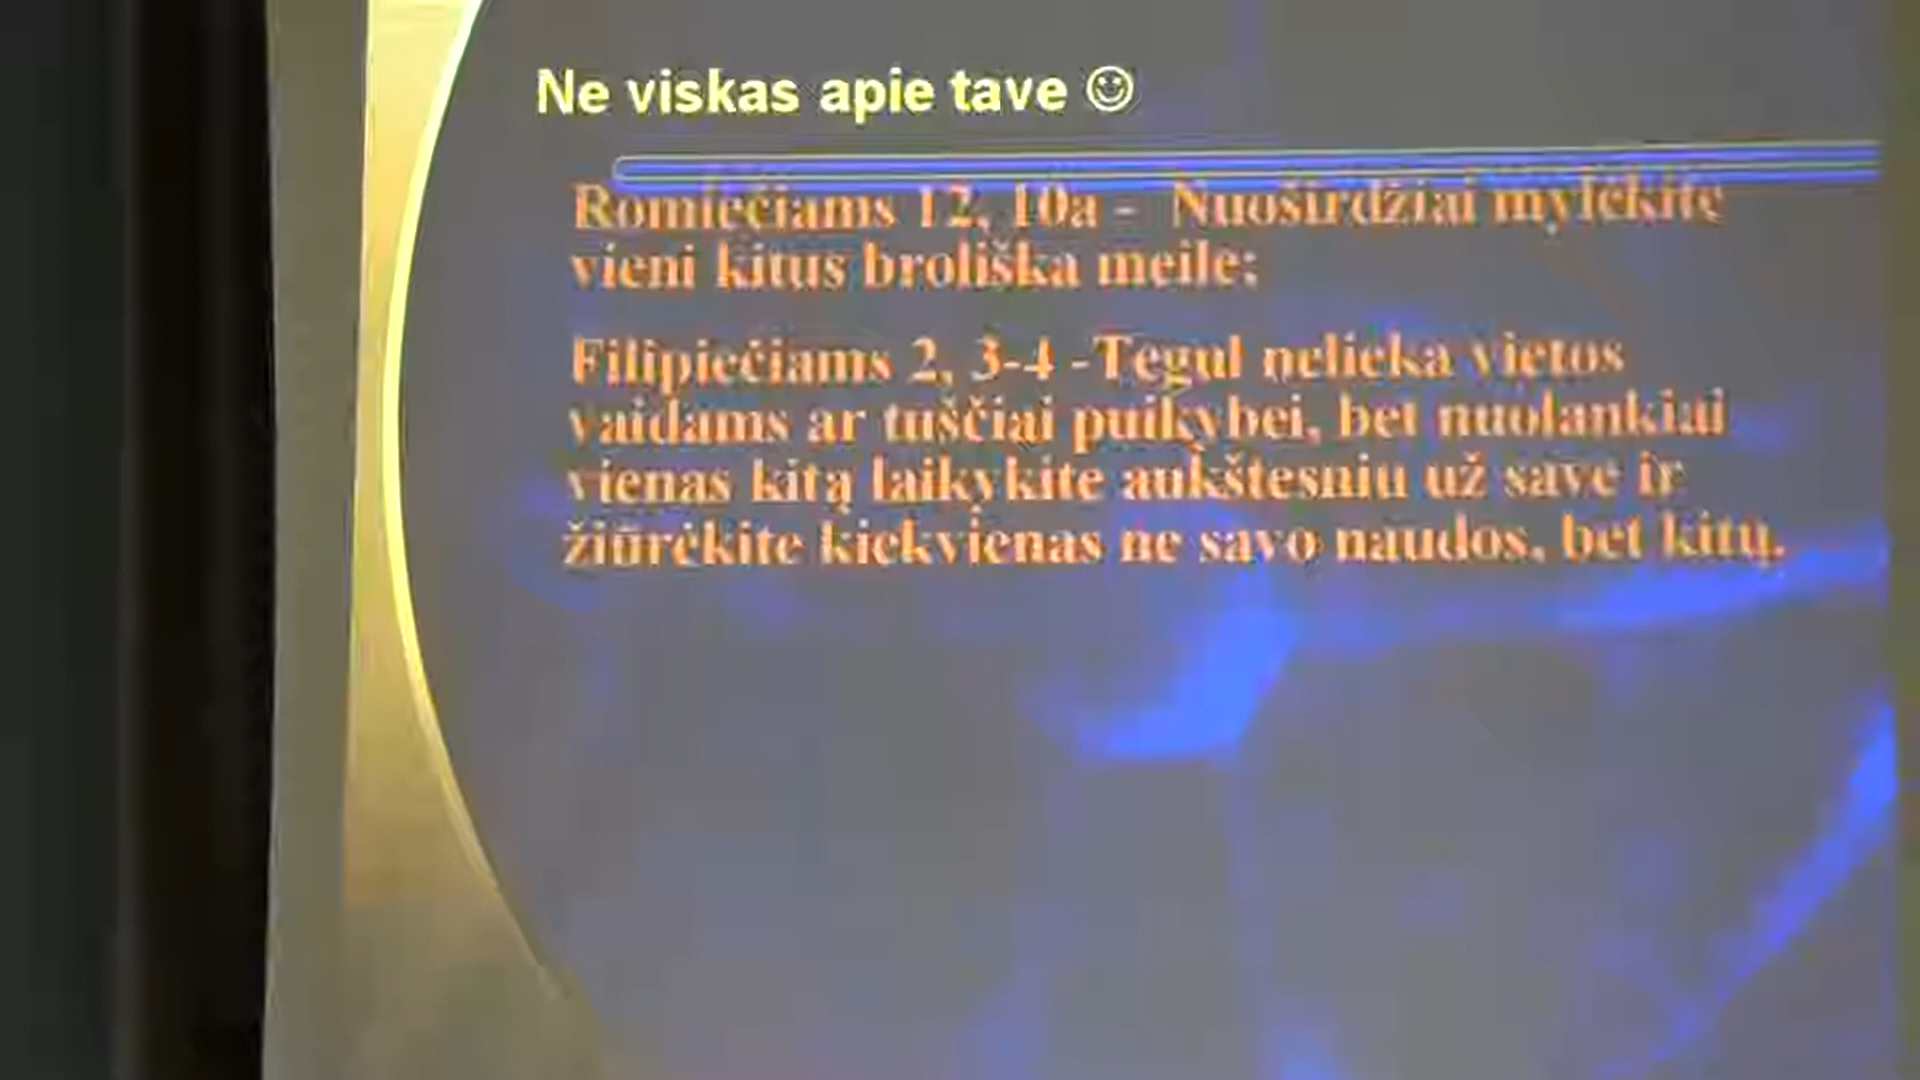 Ne viskas apie tave ☺
Romiečiams 12, 10a - Nuoširdžiai mylėkite
vieni kitus broliška meile;
Filipiečiams 2, 3-4 -Tegul nelieka vietos
vaidams ar tuščiai puikybei, bet nuolankiai
vienas kitą laikykite aukštesniu už save ir
žiūrėkite kiekvienas ne savo naudos, bet kitų.